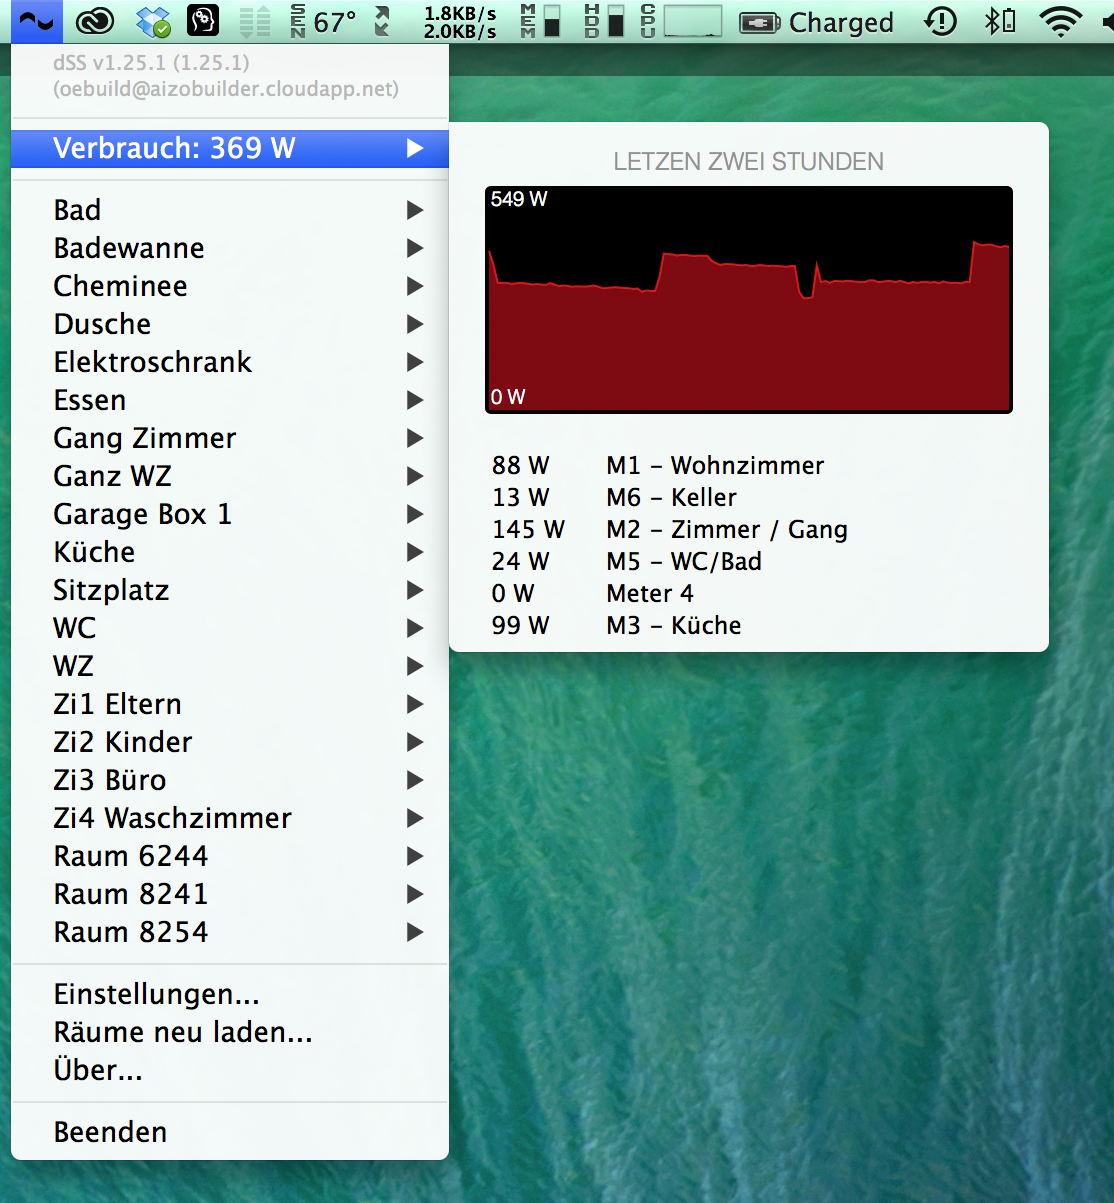 SEN 67° 1.8KB/s MEM HDD CPU Charged
2.0KB/s
dSS v1.25.1 (1.25.1)
(oebuild@aizobuilder.cloudapp.net)
Verbrauch: 369 W
Bad
Badewanne
Cheminee
Dusche
Elektroschrank
Essen
Gang Zimmer
Ganz WZ
Garage Box 1
Küche
Sitzplatz
WC
WZ
Zi1 Eltern
Zi2 Kinder
Zi3 Büro
Zi4 Waschzimmer
Raum 6244
Raum 8241
Raum 8254
Einstellungen...
Räume neu laden...
Über...
Beenden
LETZEN ZWEI STUNDEN
549 W
0 W
88 W M1 – Wohnzimmer
13 W M6 – Keller
145 W M2 – Zimmer / Gang
24 W M5 – WC/Bad
0 W Meter 4
99 W M3 – Küche